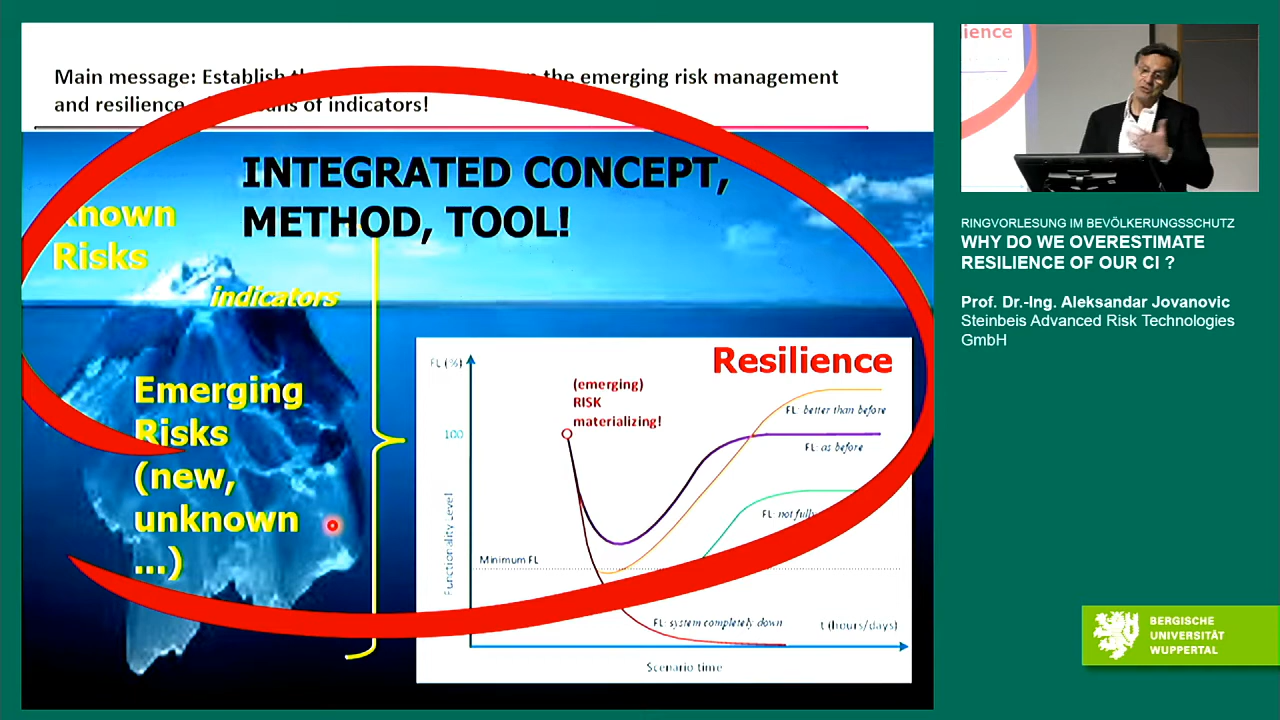 Main message: Establish the emerging risk management
and resilience of indicators!
INTEGRATED CONCEPT,
METHOD, TOOL!
known
Risks
indicators
Emerging
Risks
(new,
unknown
...)
Resilience
FL (%)
(emerging)
RISK
materializing!
100
FL: better than before
FL: as before
FL: not fully
Functionality Level
Minimum FL
FL: system completely down
t (hours/days)
Scenario time
ience
RINGVORLESUNG IM BEVÖLKERUNGSSCHUTZ
WHY DO WE OVERESTIMATE
RESILIENCE OF OUR CI ?
Prof. Dr.-Ing. Aleksandar Jovanovic
Steinbeis Advanced Risk Technologies
GmbH
BERGISCHE
UNIVERSITÄT
WUPPERTAL